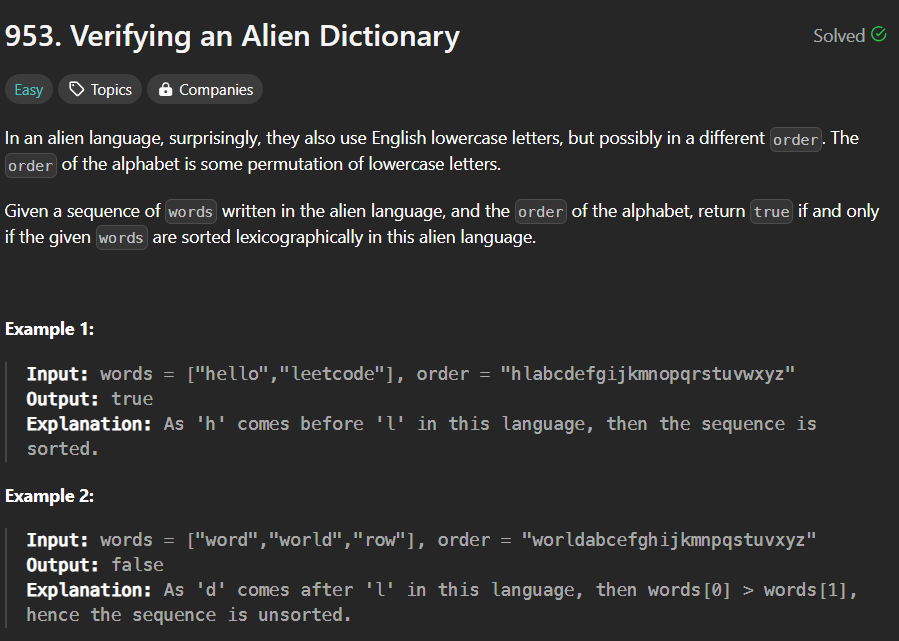 953. Verifying an Alien Dictionary
Solved
Easy
Topics
Companies
In an alien language, surprisingly, they also use English lowercase letters, but possibly in a different order. The
order of the alphabet is some permutation of lowercase letters.
Given a sequence of words written in the alien language, and the order of the alphabet, return true if and only
if the given words are sorted lexicographically in this alien language.
Example 1:
Input: words = ["hello","leetcode"], order = "hlabcdefgijkmnopqrstuvwxyz"
Output: true
Explanation: As 'h' comes before 'l' in this language, then the sequence is
sorted.
Example 2:
Input: words = ["word","world","row"], order = "worldabcefghijkmnpqstuvxyz"
Output: false
Explanation: As 'd' comes after 'l' in this language, then words[0] > words[1],
hence the sequence is unsorted.